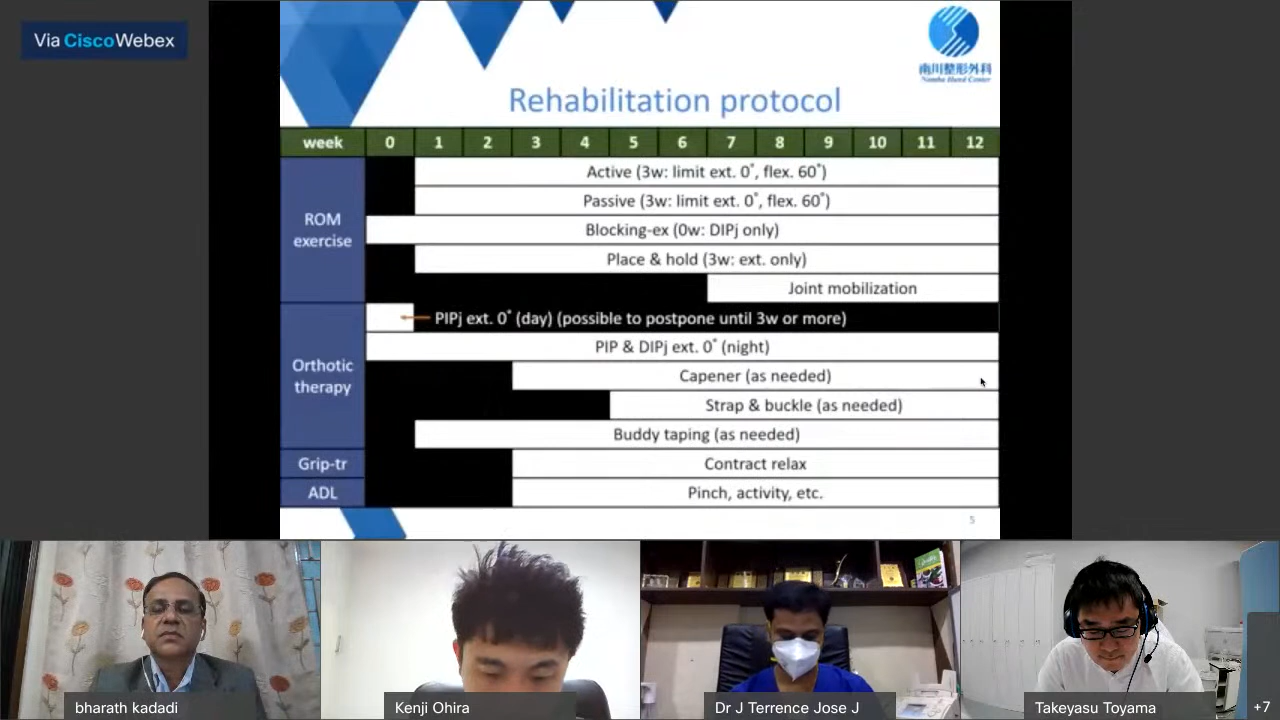 Via CiscoWebex
南川整形外科
Namba Hand Center
Rehabilitation protocol
week 0 1 2 3 4 5 6 7 8 9 10 11 12
ROM exercise
Active (3w: limit ext. 0°, flex. 60°)
Passive (3w: limit ext. 0°, flex. 60°)
Blocking-ex (0w: DIPj only)
Place & hold (3w: ext. only)
Joint mobilization
Orthotic therapy
PIPj ext. 0° (day) (possible to postpone until 3w or more)
PIP & DIPj ext. 0° (night)
Capener (as needed)
Strap & buckle (as needed)
Buddy taping (as needed)
Grip-tr Contract relax
ADL Pinch, activity, etc.
5
bharath kadadi
Kenji Ohira
Dr J Terrence Jose J
Takeyasu Toyama
+7